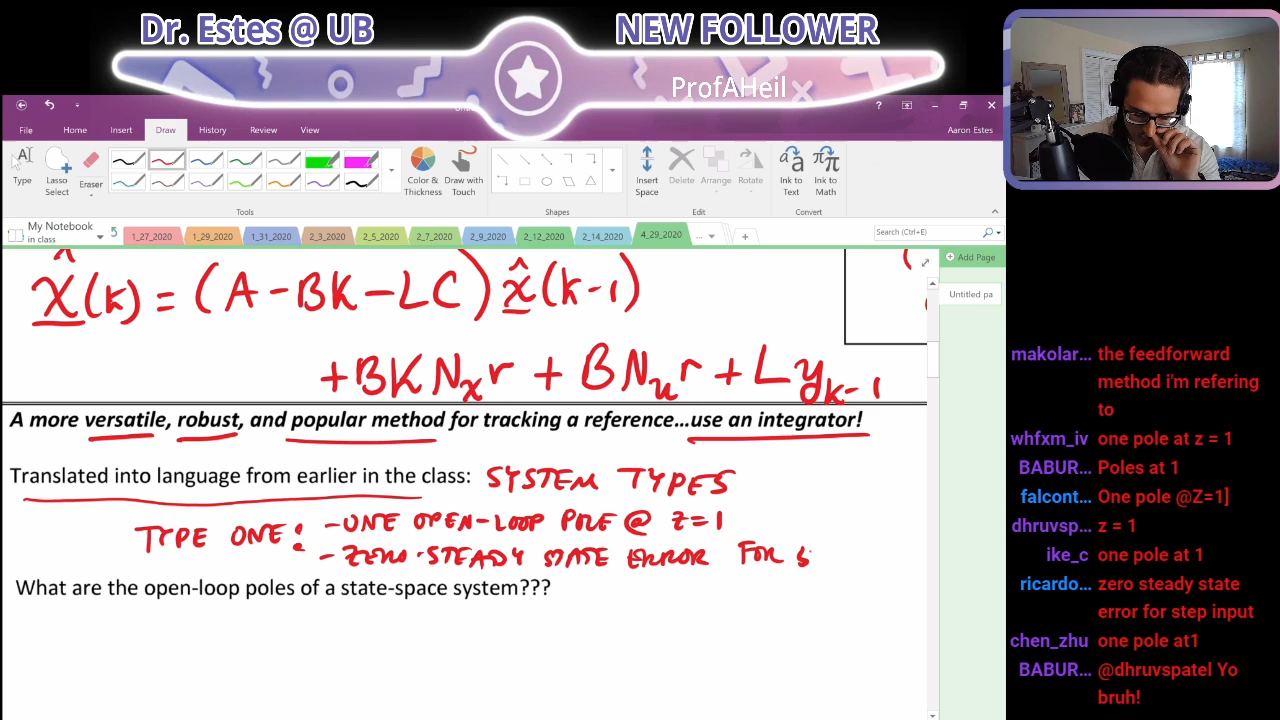 Dr. Estes @ UB
NEW FOLLOWER
ProfAHeil
Aaron Estes
File Home Insert Draw History Review View
Type
Lasso Select
Eraser
Color & Thickness
Draw with Touch
Insert Space
Delete
Arrange
Rotate
Ink to Text
Ink to Math
Tools
Shapes
Edit
Convert
My Notebook
in class
1_27_2020 1_29_2020 1_31_2020 2_3_2020 2_5_2020 2_7_2020 2_9_2020 2_12_2020 2_14_2020 4_29_2020 ...
Search (Ctrl+E)
Add Page
Untitled pa
x̂(k) = (A-BK-LC) x̂(k-1)
+BKNₓr + BNᵤr + Ly_{k-1}
A more versatile, robust, and popular method for tracking a reference...use an integrator!
Translated into language from earlier in the class: SYSTEM TYPES
TYPE ONE: - ONE OPEN-LOOP POLE @ Z=1
- ZERO-STEADY STATE ERROR FOR S
What are the open-loop poles of a state-space system???
makolar... the feedforward
method i'm refering
to
whfxm_iv one pole at z = 1
BABUR... Poles at 1
falcont... One pole @Z=1]
dhruvsp... z = 1
ike_c one pole at 1
ricardo... zero steady state
error for step input
chen_zhu one pole at1
BABUR... @dhruvspatel Yo
bruh!